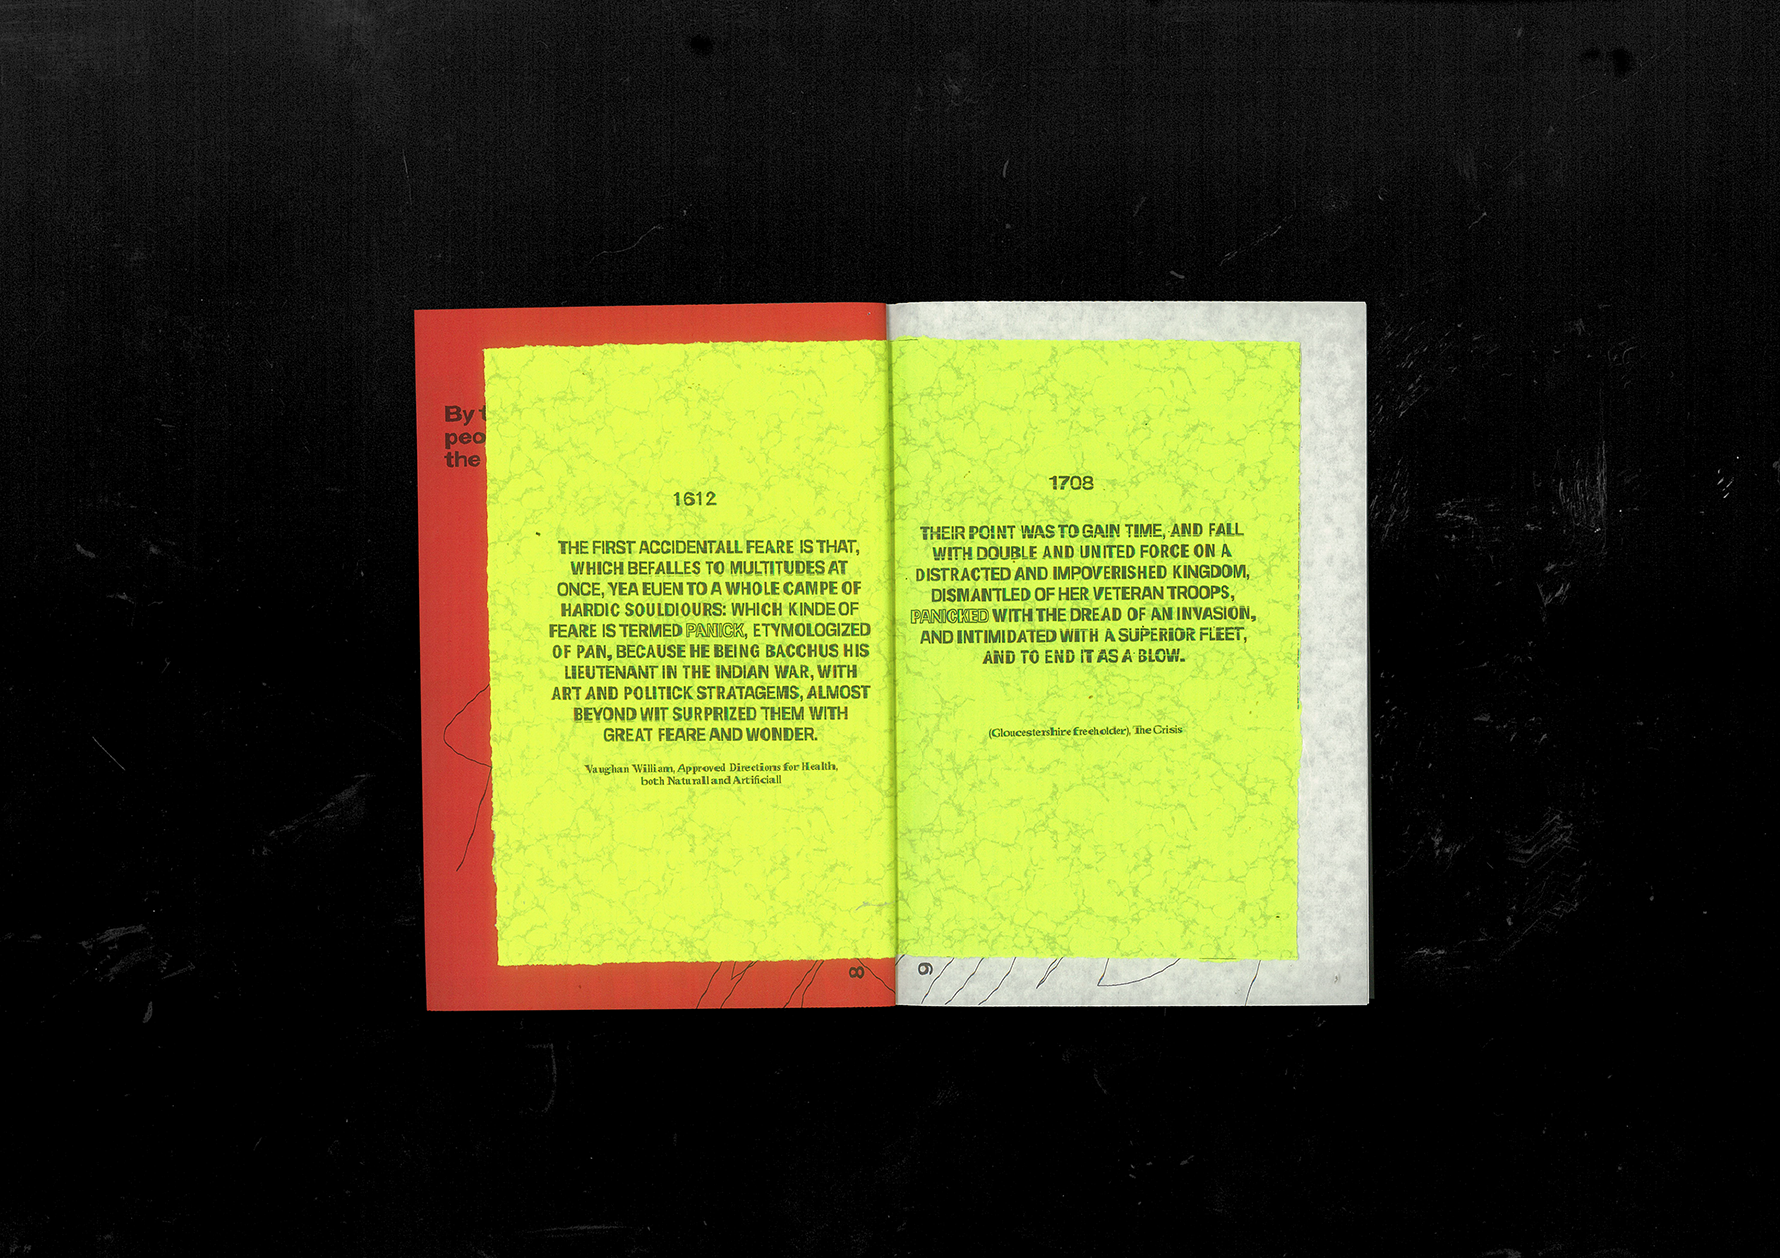 By t
peo
the
1612
THE FIRST ACCIDENTALL FEARE IS THAT,
WHICH BEFALLES TO MULTITUDES AT
ONCE, YEA EUEN TO A WHOLE CAMPE OF
HARDIC SOULDIOURS: WHICH KINDE OF
FEARE IS TERMED PANICK, ETYMOLOGIZED
OF PAN, BECAUSE HE BEING BACCHUS HIS
LIEUTENANT IN THE INDIAN WAR, WITH
ART AND POLITICK STRATAGEMS, ALMOST
BEYOND WIT SURPRIZED THEM WITH
GREAT FEARE AND WONDER.
Vaughan William, Approved Directions for Health,
both Naturall and Artificiall
8
1708
THEIR POINT WAS TO GAIN TIME, AND FALL
WITH DOUBLE AND UNITED FORCE ON A
DISTRACTED AND IMPOVERISHED KINGDOM,
DISMANTLED OF HER VETERAN TROOPS,
PANICKED WITH THE DREAD OF AN INVASION,
AND INTIMIDATED WITH A SUPERIOR FLEET,
AND TO END IT AS A BLOW.
(Gloucestershire freeholder), The Crisis
9